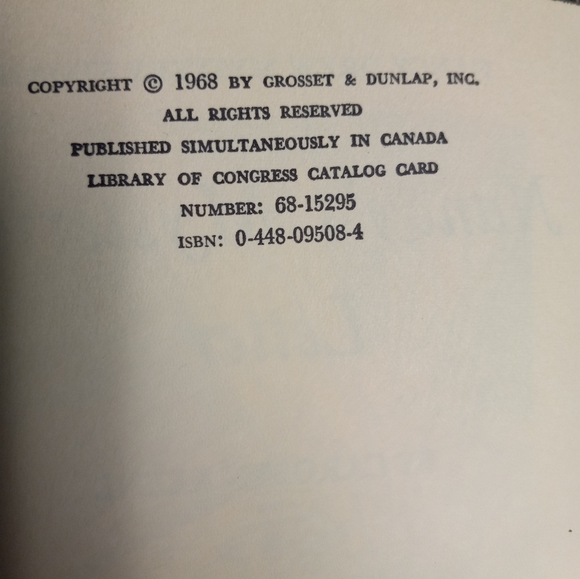 COPYRIGHT © 1968 BY GROSSET & DUNLAP, INC.
ALL RIGHTS RESERVED
PUBLISHED SIMULTANEOUSLY IN CANADA
LIBRARY OF CONGRESS CATALOG CARD
NUMBER: 68-15295
ISBN: 0-448-09508-4